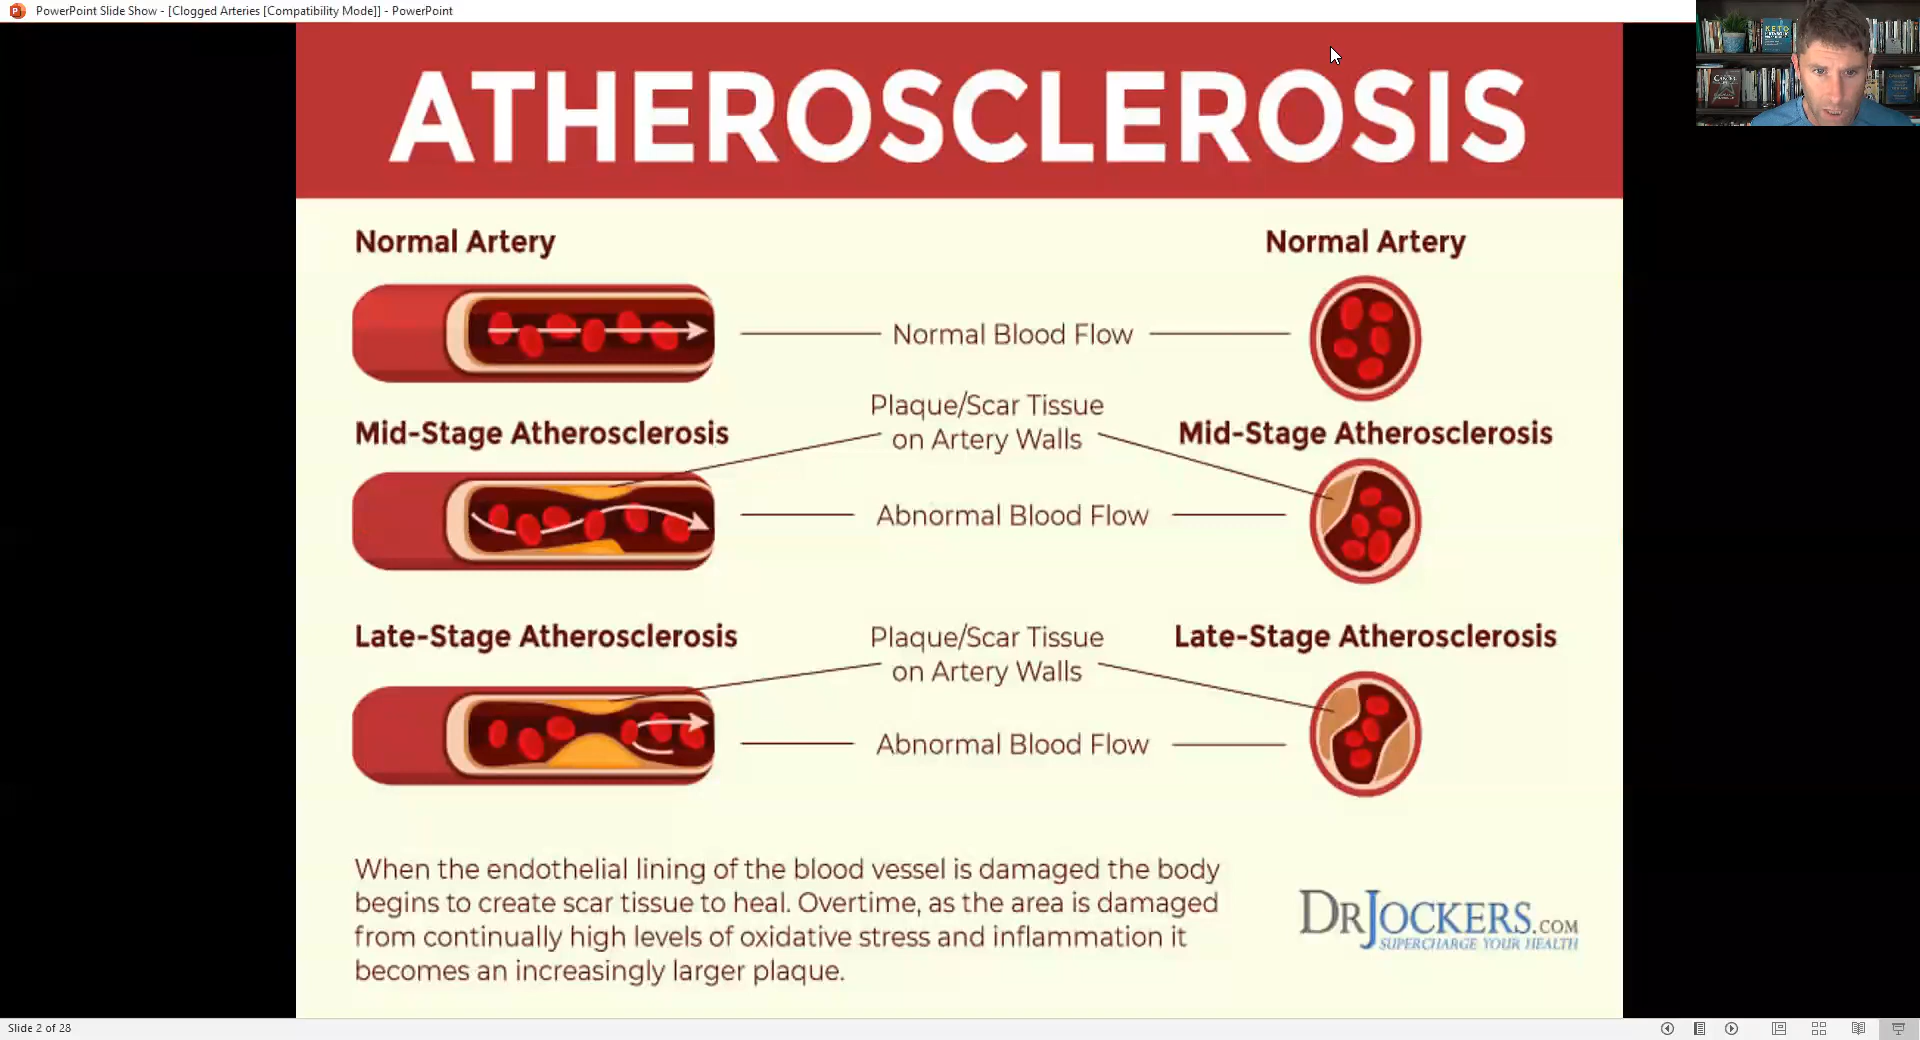 PowerPoint Slide Show - [Clogged Arteries [Compatibility Mode]] - PowerPoint
KETO
CANCER
ATHEROSCLEROSIS
Normal Artery
Normal Artery
Normal Blood Flow
Plaque/Scar Tissue
on Artery Walls
Mid-Stage Atherosclerosis
Mid-Stage Atherosclerosis
Abnormal Blood Flow
Late-Stage Atherosclerosis
Plaque/Scar Tissue
on Artery Walls
Late-Stage Atherosclerosis
Abnormal Blood Flow
When the endothelial lining of the blood vessel is damaged the body
begins to create scar tissue to heal. Overtime, as the area is damaged
from continually high levels of oxidative stress and inflammation it
becomes an increasingly larger plaque.
DRJOCKERS.COM
SUPERCHARGE YOUR HEALTH
Slide 2 of 28